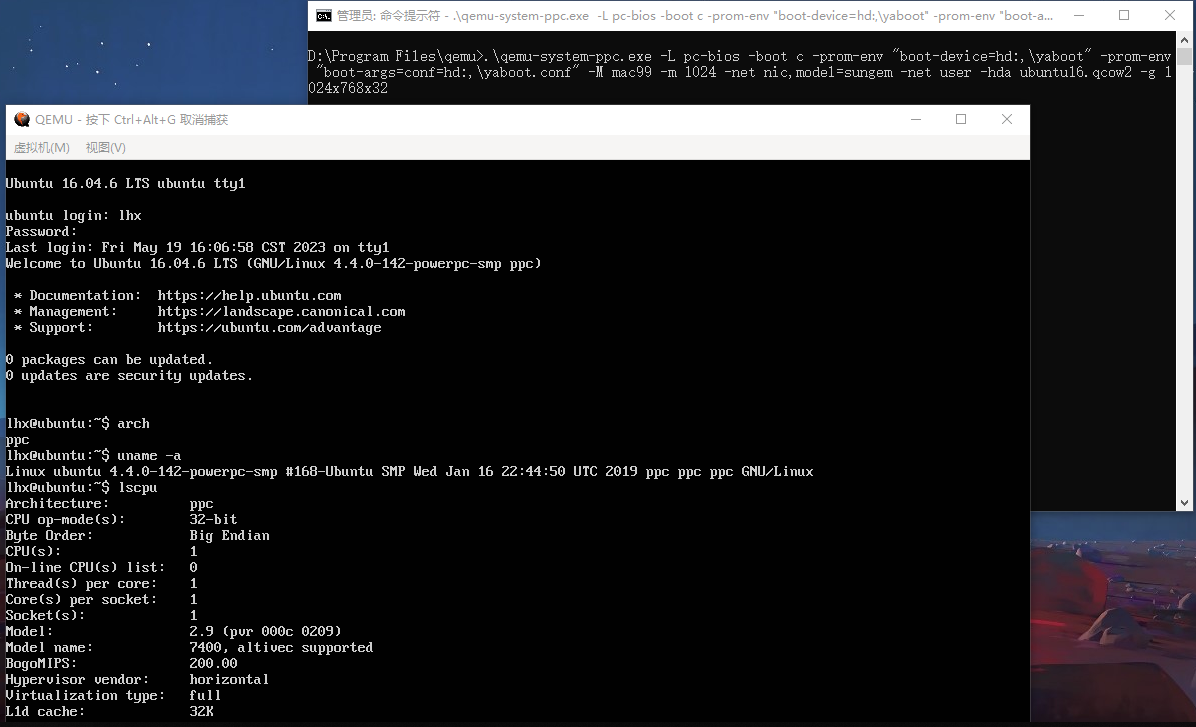 管理员: 命令提示符 - .\qemu-system-ppc.exe -L pc-bios -boot c -prom-env "boot-device=hd:,\yaboot" -prom-env "boot-a...
D:\Program Files\qemu>.\qemu-system-ppc.exe -L pc-bios -boot c -prom-env "boot-device=hd:,\yaboot" -prom-env
"boot-args=conf=hd:,\yaboot.conf" -M mac99 -m 1024 -net nic,model=sungem -net user -hda ubuntu16.qcow2 -g 1
024x768x32
QEMU - 按下 Ctrl+Alt+G 取消捕获
虚拟机(M) 视图(V)
Ubuntu 16.04.6 LTS ubuntu tty1
ubuntu login: lhx
Password:
Last login: Fri May 19 16:06:58 CST 2023 on tty1
Welcome to Ubuntu 16.04.6 LTS (GNU/Linux 4.4.0-142-powerpc-smp ppc)
* Documentation: https://help.ubuntu.com
* Management: https://landscape.canonical.com
* Support: https://ubuntu.com/advantage
0 packages can be updated.
0 updates are security updates.
lhx@ubuntu:~$ arch
ppc
lhx@ubuntu:~$ uname -a
Linux ubuntu 4.4.0-142-powerpc-smp #168-Ubuntu SMP Wed Jan 16 22:44:50 UTC 2019 ppc ppc ppc GNU/Linux
lhx@ubuntu:~$ lscpu
Architecture: ppc
CPU op-mode(s): 32-bit
Byte Order: Big Endian
CPU(s): 1
On-line CPU(s) list: 0
Thread(s) per core: 1
Core(s) per socket: 1
Socket(s): 1
Model: 2.9 (pvr 000c 0209)
Model name: 7400, altivec supported
BogoMIPS: 200.00
Hypervisor vendor: horizontal
Virtualization type: full
L1d cache: 32K